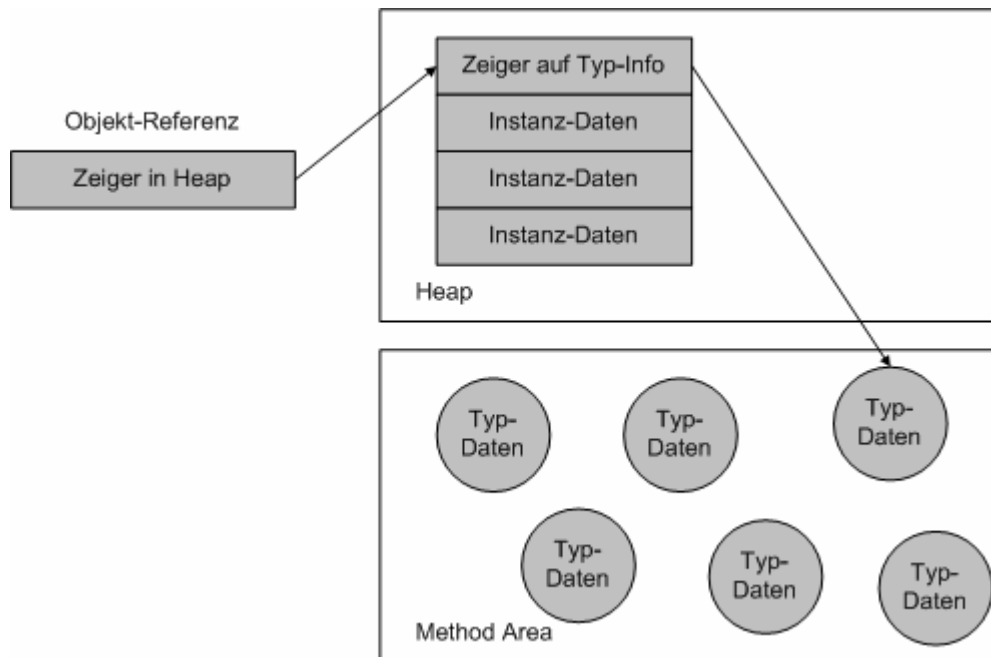 Objekt-Referenz
Zeiger in Heap
Zeiger auf Typ-Info
Instanz-Daten
Instanz-Daten
Instanz-Daten
Heap
Typ-
Daten
Typ-
Daten
Typ-
Daten
Typ-
Daten
Typ-
Daten
Typ-
Daten
Method Area